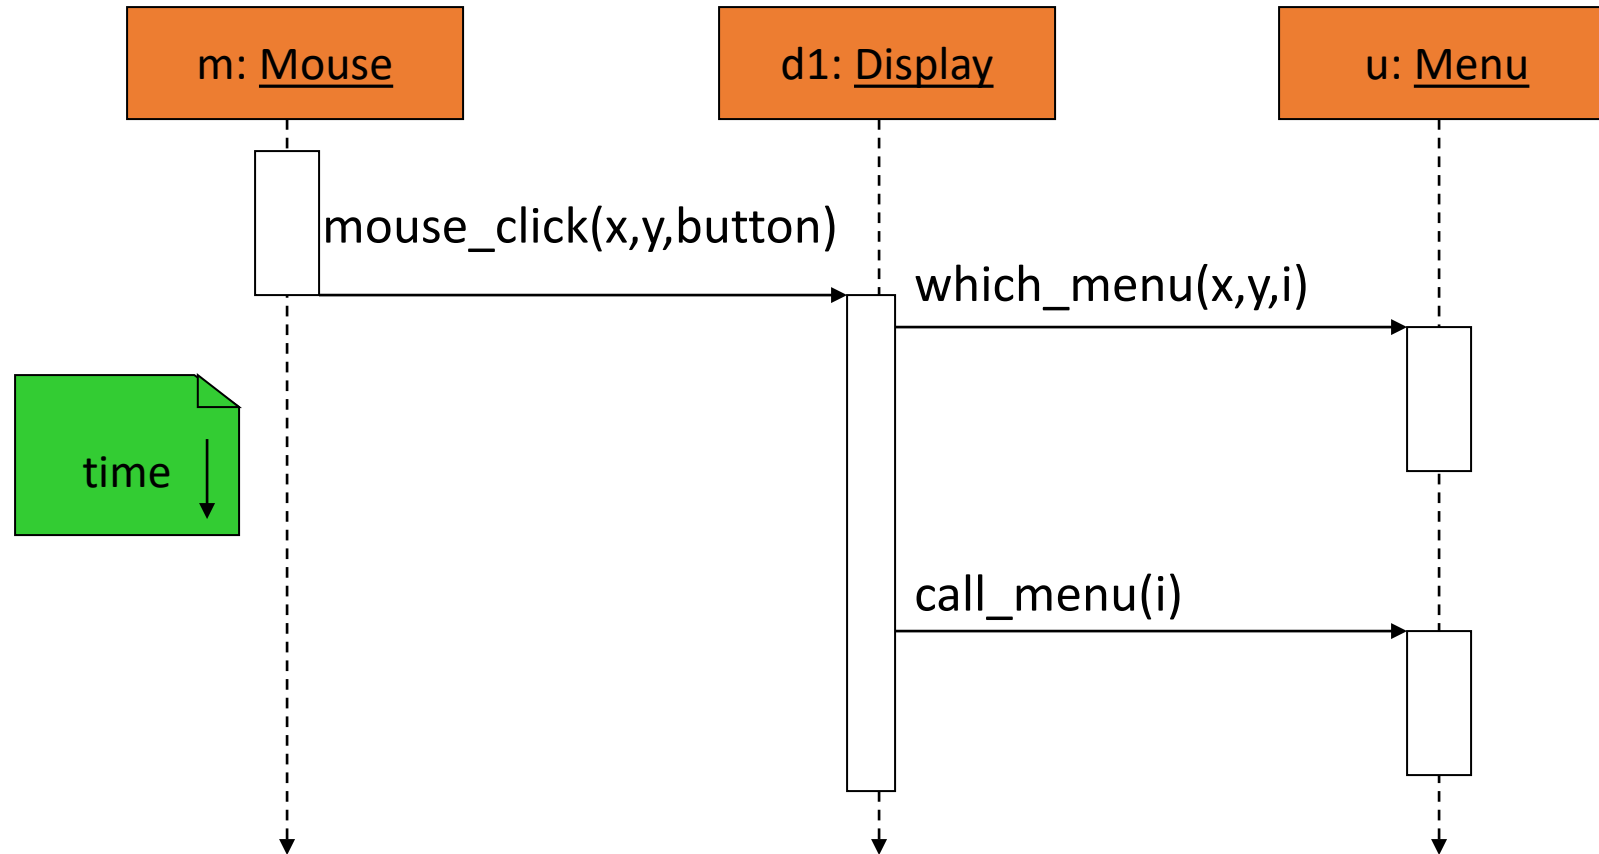 m: Mouse
d1: Display
u: Menu
mouse_click(x,y,button)
which_menu(x,y,i)
time
call_menu(i)